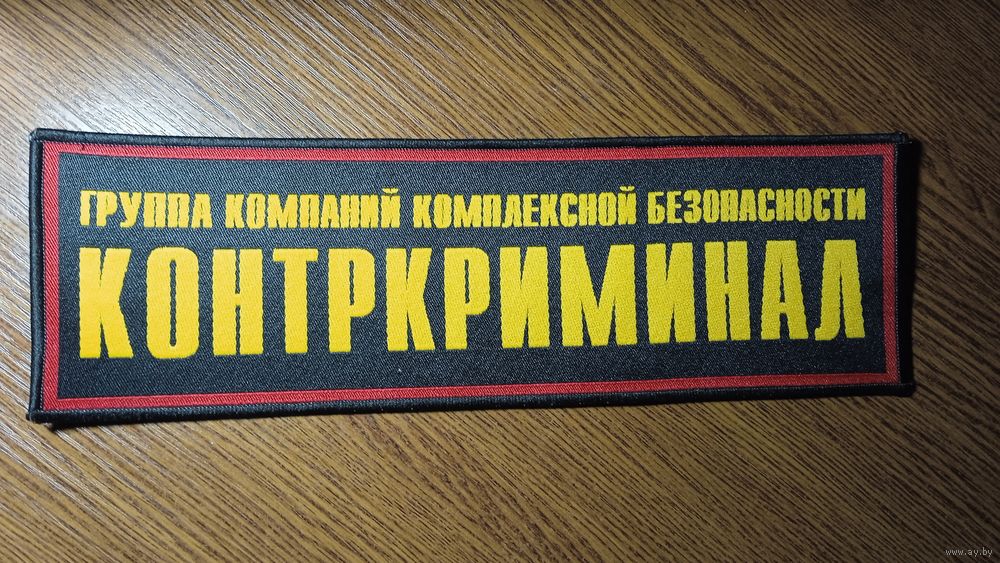 ГРУППА КОМПАНИЙ КОМПЛЕКСНОЙ БЕЗОПАСНОСТИ
КОНТРКРИМИНАЛ
www.ay.by